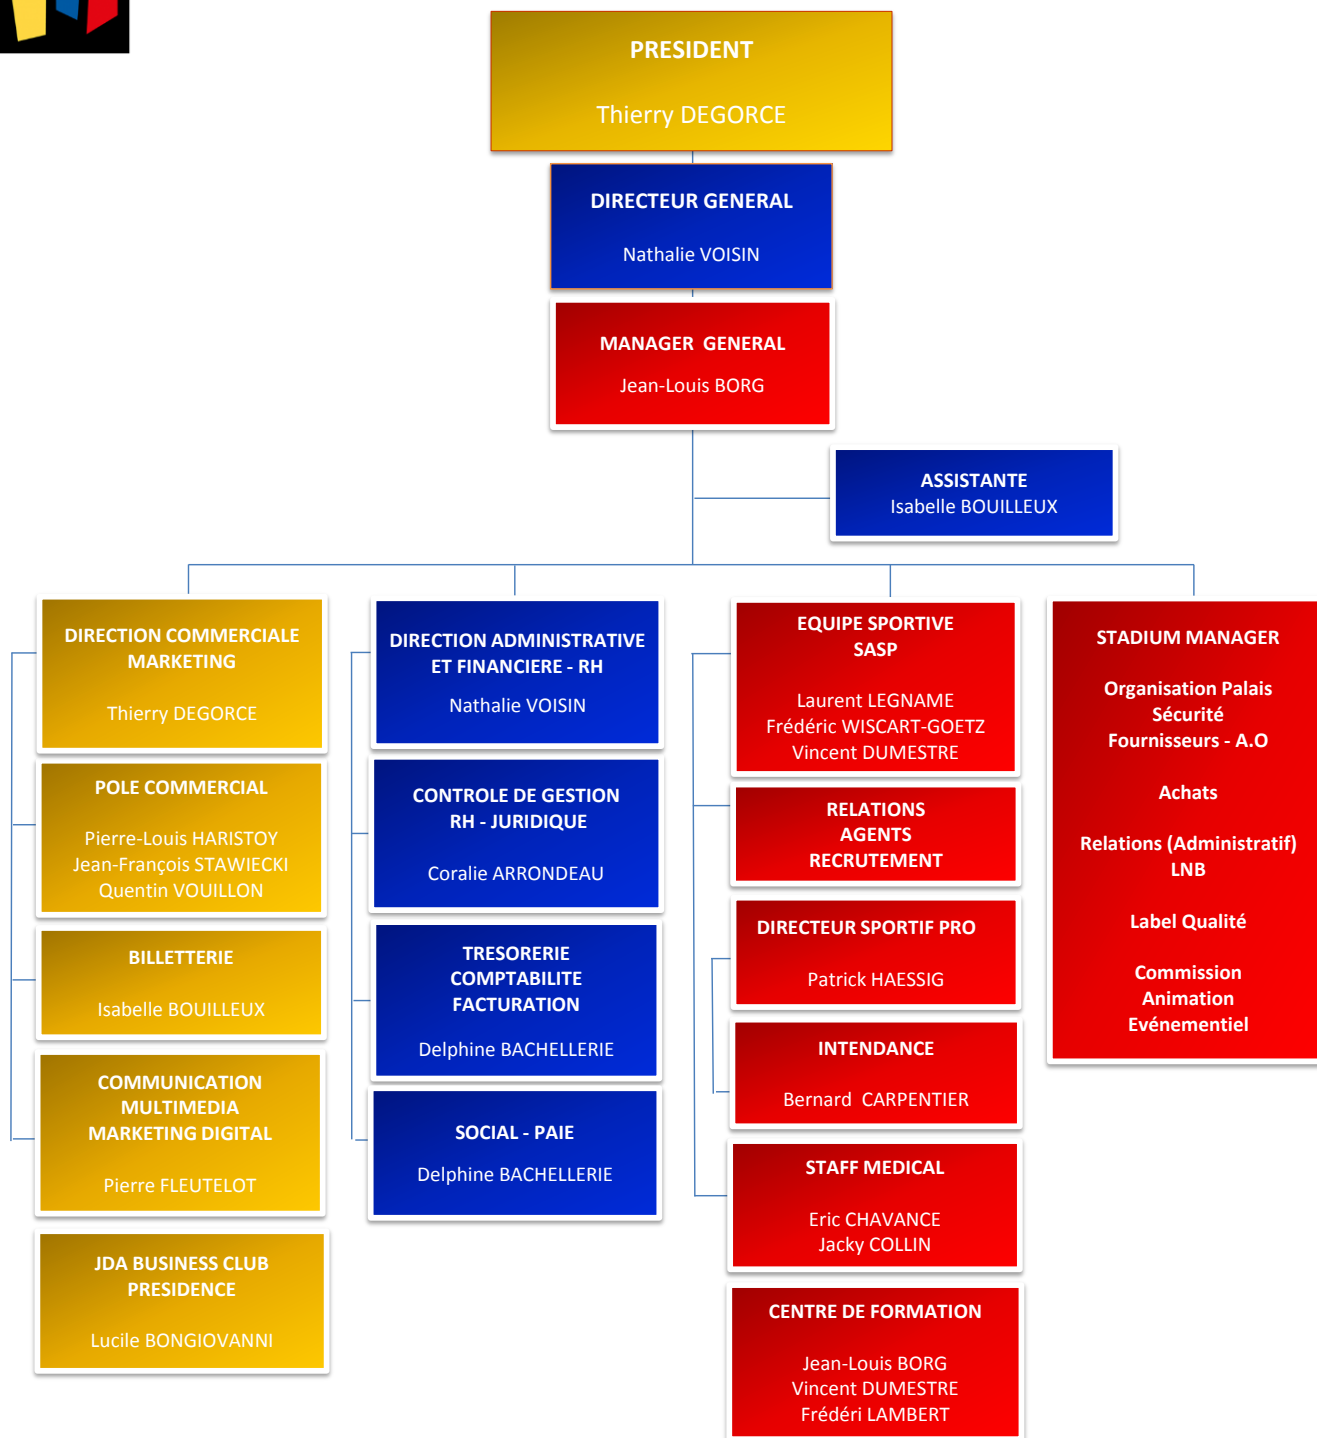 PRESIDENT
Thierry DEGORCE
DIRECTEUR GENERAL
Nathalie VOISIN
MANAGER  GENERAL
Jean-Louis BORG
ASSISTANTE
Isabelle BOUILLEUX
DIRECTION COMMERCIALE
MARKETING
Thierry DEGORCE
POLE COMMERCIAL
Pierre-Louis HARISTOY
Jean-François STAWIECKI
Quentin VOUILLON
BILLETTERIE
Isabelle BOUILLEUX
COMMUNICATION
MULTIMEDIA
MARKETING DIGITAL
Pierre FLEUTELOT
JDA BUSINESS CLUB
PRESIDENCE
Lucile BONGIOVANNI
DIRECTION ADMINISTRATIVE
ET FINANCIERE - RH
Nathalie VOISIN
CONTROLE DE GESTION
RH - JURIDIQUE
Coralie ARRONDEAU
TRESORERIE
COMPTABILITE
FACTURATION
Delphine BACHELLERIE
SOCIAL - PAIE
Delphine BACHELLERIE
EQUIPE SPORTIVE
SASP
Laurent LEGNAME
Frédéric WISCART-GOETZ
Vincent DUMESTRE
RELATIONS
AGENTS
RECRUTEMENT
DIRECTEUR SPORTIF PRO
Patrick HAESSIG
INTENDANCE
Bernard  CARPENTIER
STAFF MEDICAL
Eric CHAVANCE
Jacky COLLIN
CENTRE DE FORMATION
Jean-Louis BORG
Vincent DUMESTRE
Frédéri LAMBERT
STADIUM MANAGER
Organisation Palais
Sécurité
Fournisseurs - A.O
Achats
Relations (Administratif)
LNB
Label Qualité
Commission
Animation
Evénementiel